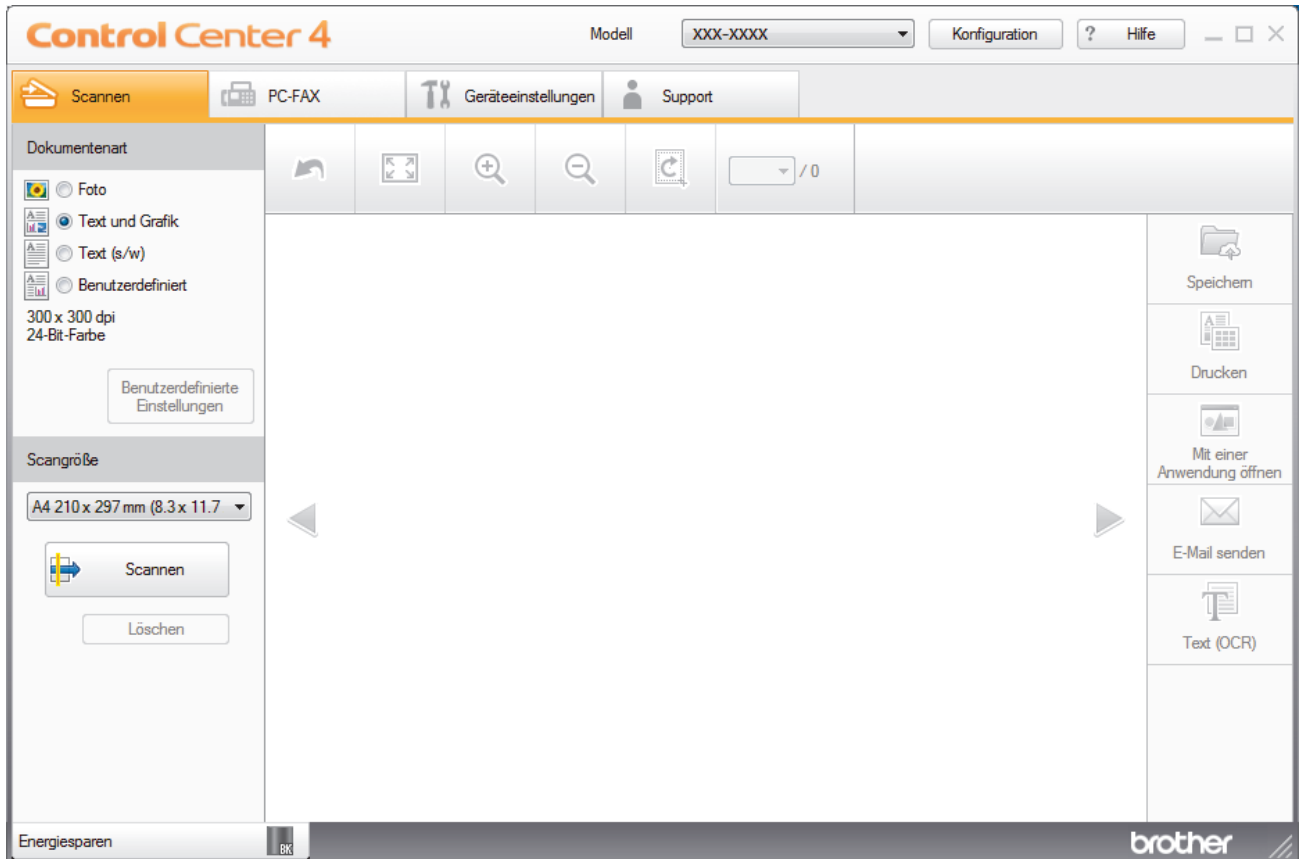 Control Center 4
Modell
XXX-XXXX
Konfiguration
? Hilfe
Scannen
PC-FAX
Geräteeinstellungen
Support
Dokumentenart
Foto
Text und Grafik
Text (s/w)
Benutzerdefiniert
300 x 300 dpi
24-Bit-Farbe
Benutzerdefinierte
Einstellungen
Scangröße
A4 210 x 297 mm (8.3 x 11.7
Scannen
Löschen
/ 0
Speichern
Drucken
Mit einer
Anwendung öffnen
E-Mail senden
Text (OCR)
Energiesparen
BK
brother